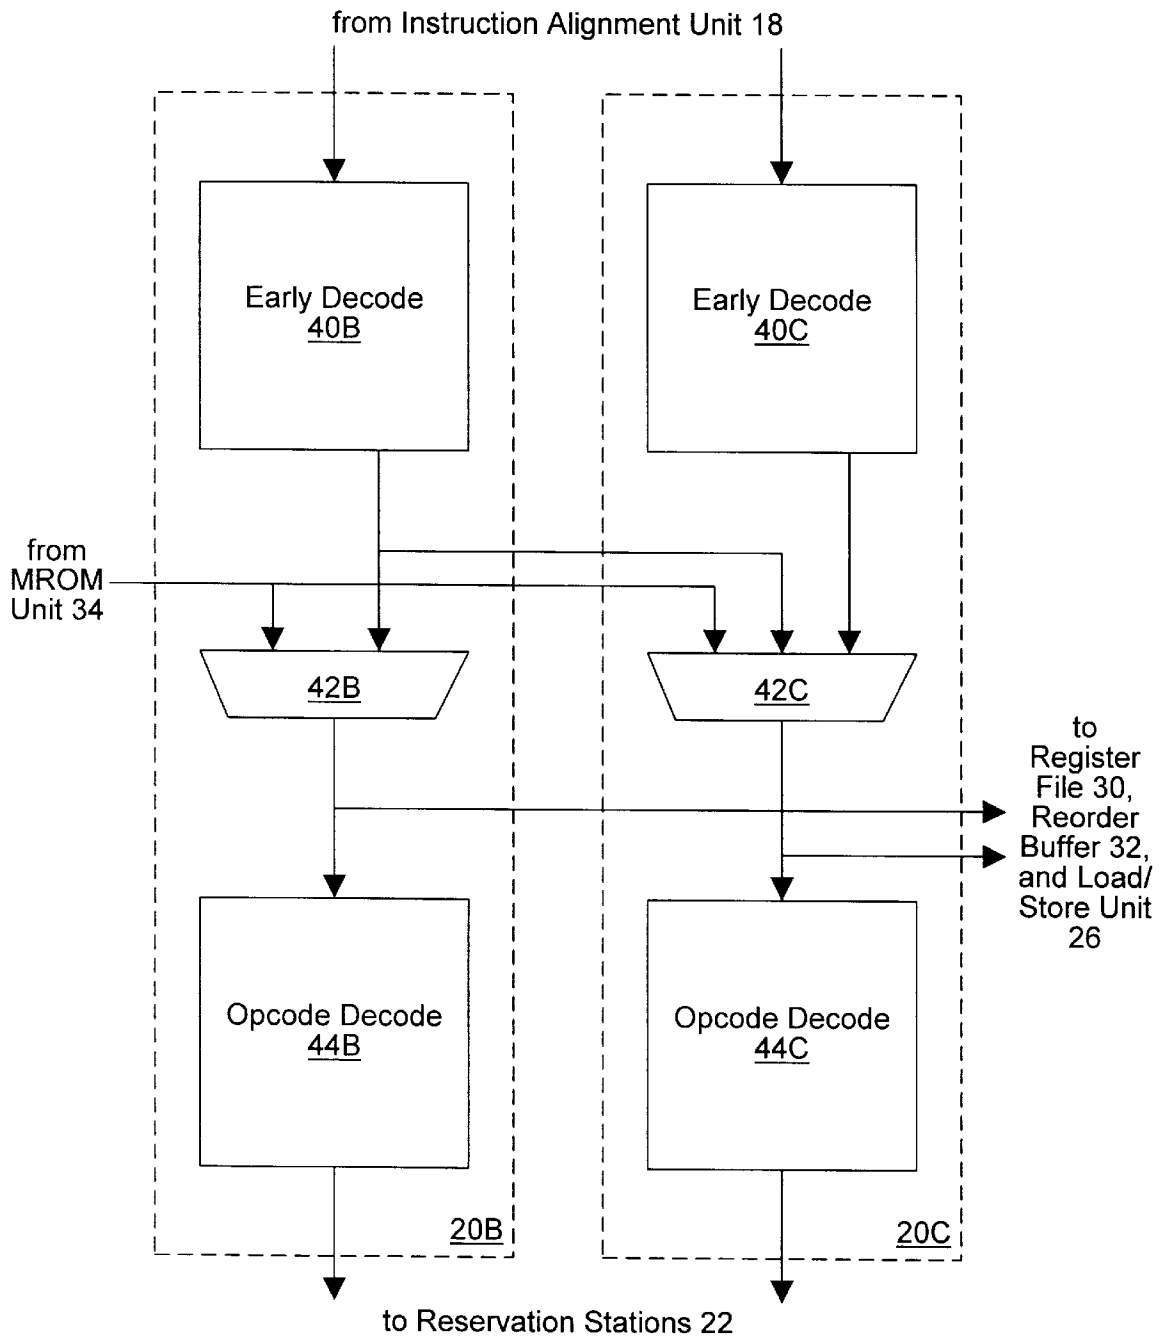 from Instruction Alignment Unit 18
Early Decode
40B
Early Decode
40C
from
MROM
Unit 34
42B
42C
to
Register
File 30,
Reorder
Buffer 32,
and Load/
Store Unit
26
Opcode Decode
44B
Opcode Decode
44C
20B
20C
to Reservation Stations 22